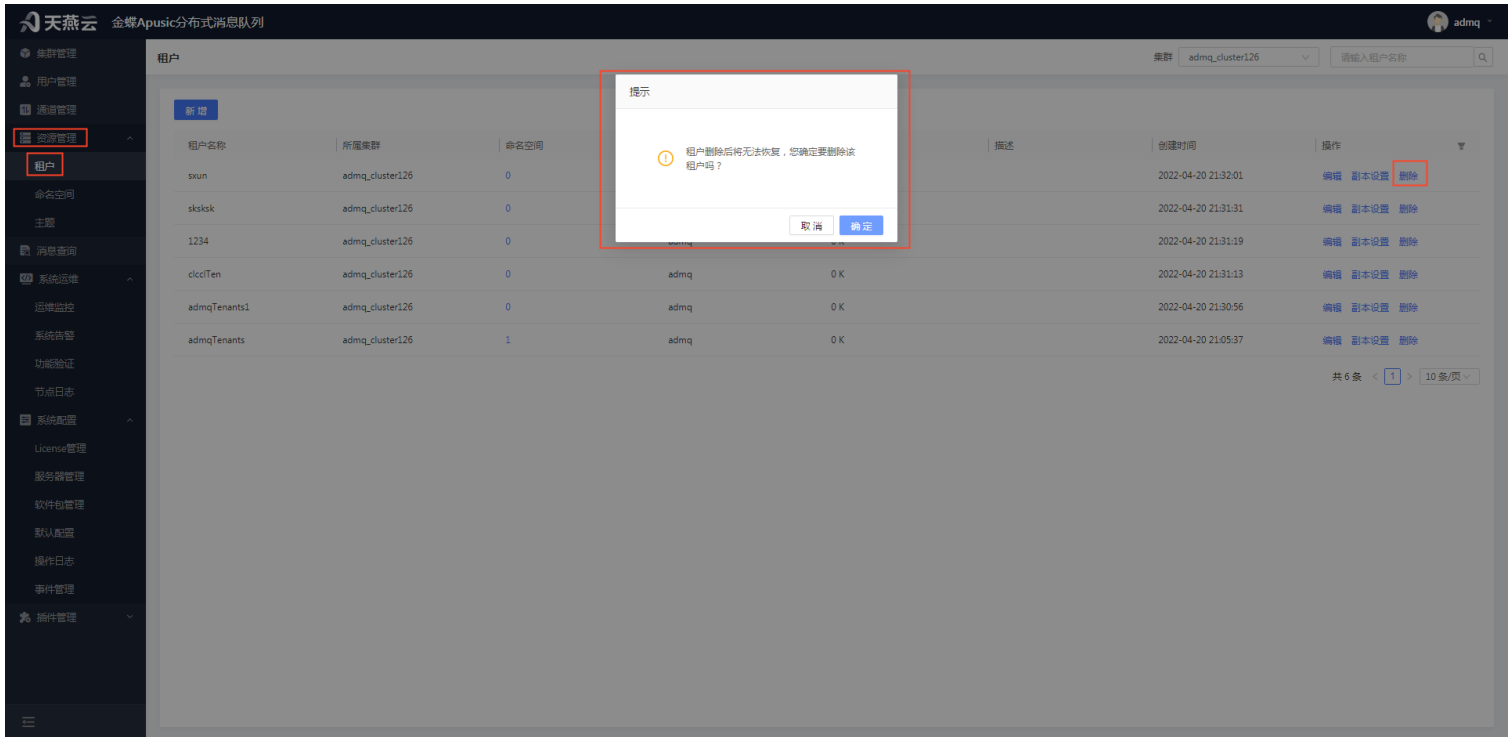 天燕云 金蝶Apusic分布式消息队列
admq
集群管理
用户管理
通道管理
资源管理
租户
命名空间
主题
消息查询
系统运维
运维监控
系统告警
功能验证
节点日志
系统配置
License管理
服务器管理
软件包管理
默认配置
操作日志
事件管理
插件管理
租户
集群 admq_cluster126 请输入租户名称
新 增
租户名称 所属集群 命名空间 描述 创建时间 操作
sxun admq_cluster126 0 2022-04-20 21:32:01 编辑 副本设置 删除
sksksk admq_cluster126 0 2022-04-20 21:31:31 编辑 副本设置 删除
1234 admq_cluster126 0 admq 0 K 2022-04-20 21:31:19 编辑 副本设置 删除
clcclTen admq_cluster126 0 admq 0 K 2022-04-20 21:31:13 编辑 副本设置 删除
admqTenants1 admq_cluster126 0 admq 0 K 2022-04-20 21:30:56 编辑 副本设置 删除
admqTenants admq_cluster126 1 admq 0 K 2022-04-20 21:05:37 编辑 副本设置 删除
共 6 条 < 1 > 10 条/页
提示
租户删除后将无法恢复，您确定要删除该
租户吗？
取 消 确 定